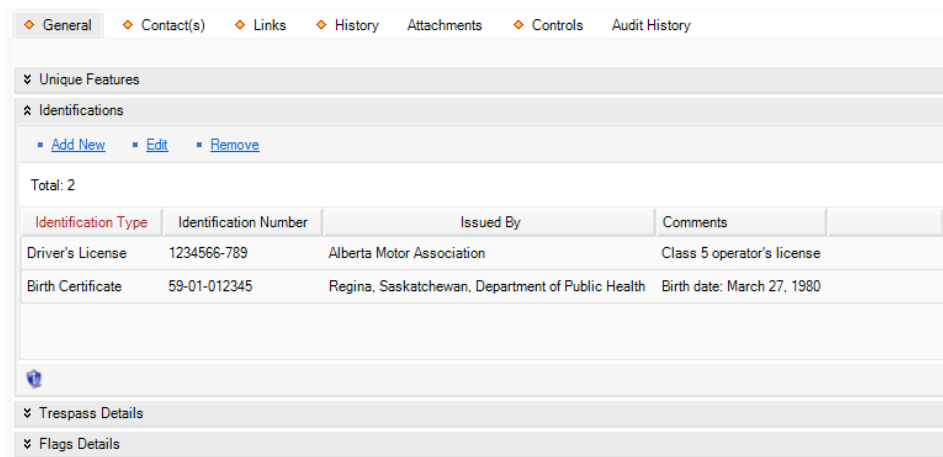 General Contact(s) Links History Attachments Controls Audit History
Unique Features
Identifications
Add New Edit Remove
Total: 2
Identification Type Identification Number Issued By Comments
Driver's License 1234566-789 Alberta Motor Association Class 5 operator's license
Birth Certificate 59-01-012345 Regina, Saskatchewan, Department of Public Health Birth date: March 27, 1980
Trespass Details
Flags Details